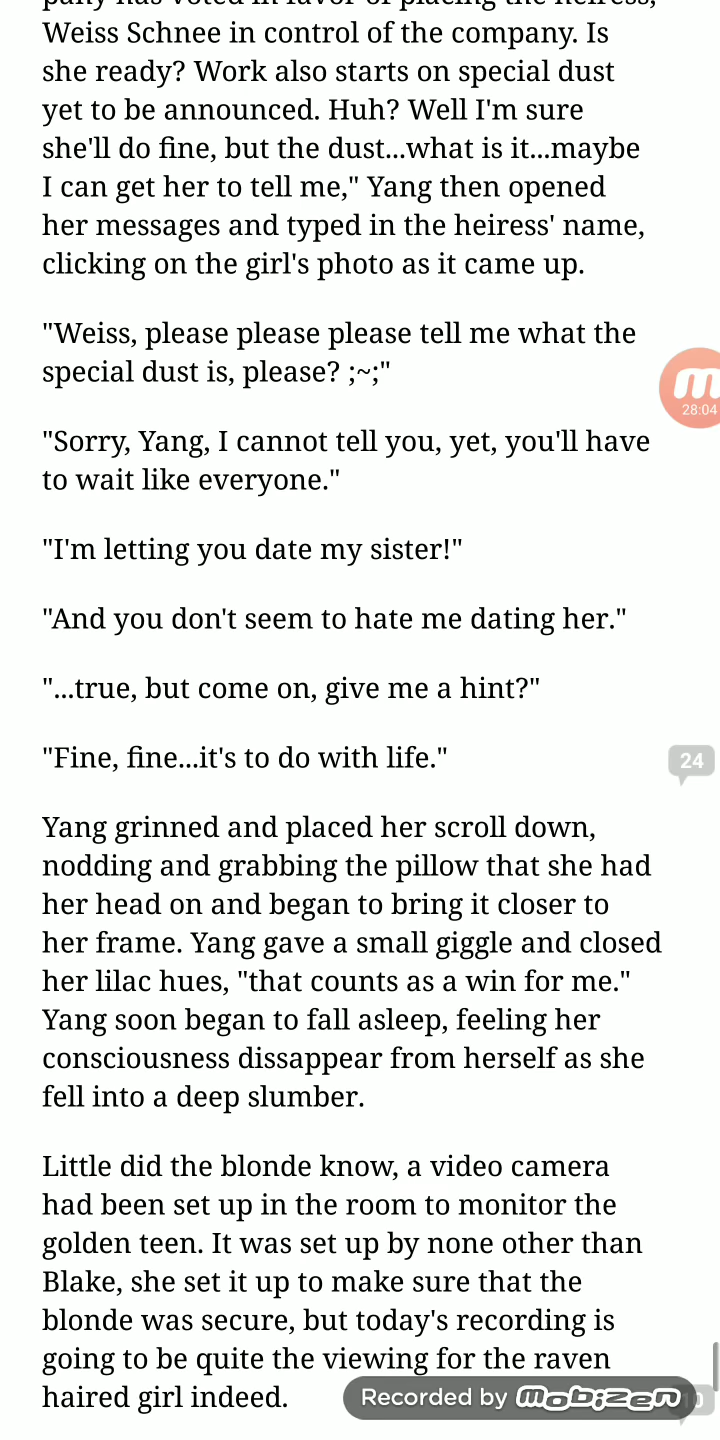 Weiss Schnee in control of the company. Is
she ready? Work also starts on special dust
yet to be announced. Huh? Well I'm sure
she'll do fine, but the dust...what is it...maybe
I can get her to tell me," Yang then opened
her messages and typed in the heiress' name,
clicking on the girl's photo as it came up.
"Weiss, please please please tell me what the
special dust is, please? ;~;"
28:04
"Sorry, Yang, I cannot tell you, yet, you'll have
to wait like everyone."
"I'm letting you date my sister!"
"And you don't seem to hate me dating her."
"...true, but come on, give me a hint?"
"Fine, fine...it's to do with life."
24
Yang grinned and placed her scroll down,
nodding and grabbing the pillow that she had
her head on and began to bring it closer to
her frame. Yang gave a small giggle and closed
her lilac hues, "that counts as a win for me."
Yang soon began to fall asleep, feeling her
consciousness dissappear from herself as she
fell into a deep slumber.
Little did the blonde know, a video camera
had been set up in the room to monitor the
golden teen. It was set up by none other than
Blake, she set it up to make sure that the
blonde was secure, but today's recording is
going to be quite the viewing for the raven
haired girl indeed.
Recorded by mobizen